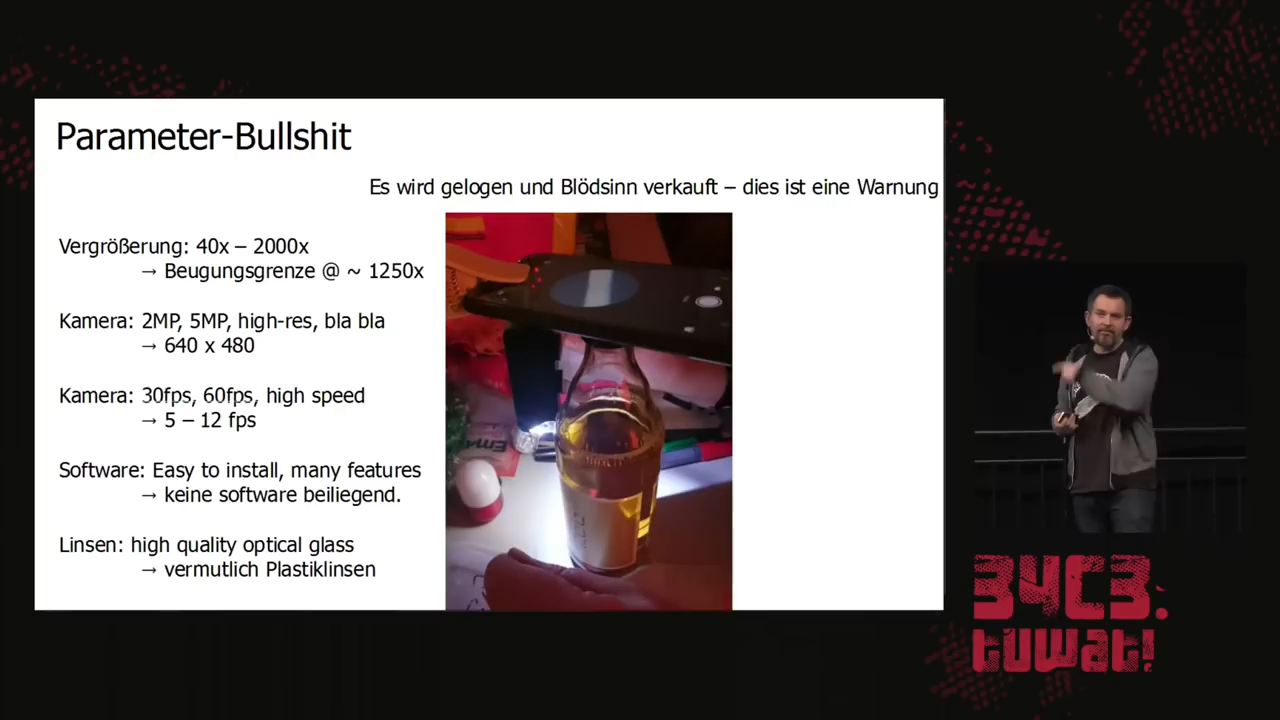 Parameter-Bullshit
Es wird gelogen und Blödsinn verkauft – dies ist eine Warnung
Vergrößerung: 40x – 2000x
→ Beugungsgrenze @ ~ 1250x
Kamera: 2MP, 5MP, high-res, bla bla
→ 640 x 480
Kamera: 30fps, 60fps, high speed
→ 5 – 12 fps
Software: Easy to install, many features
→ keine software beiliegend.
Linsen: high quality optical glass
→ vermutlich Plastiklinsen
34C3.
tuwat!